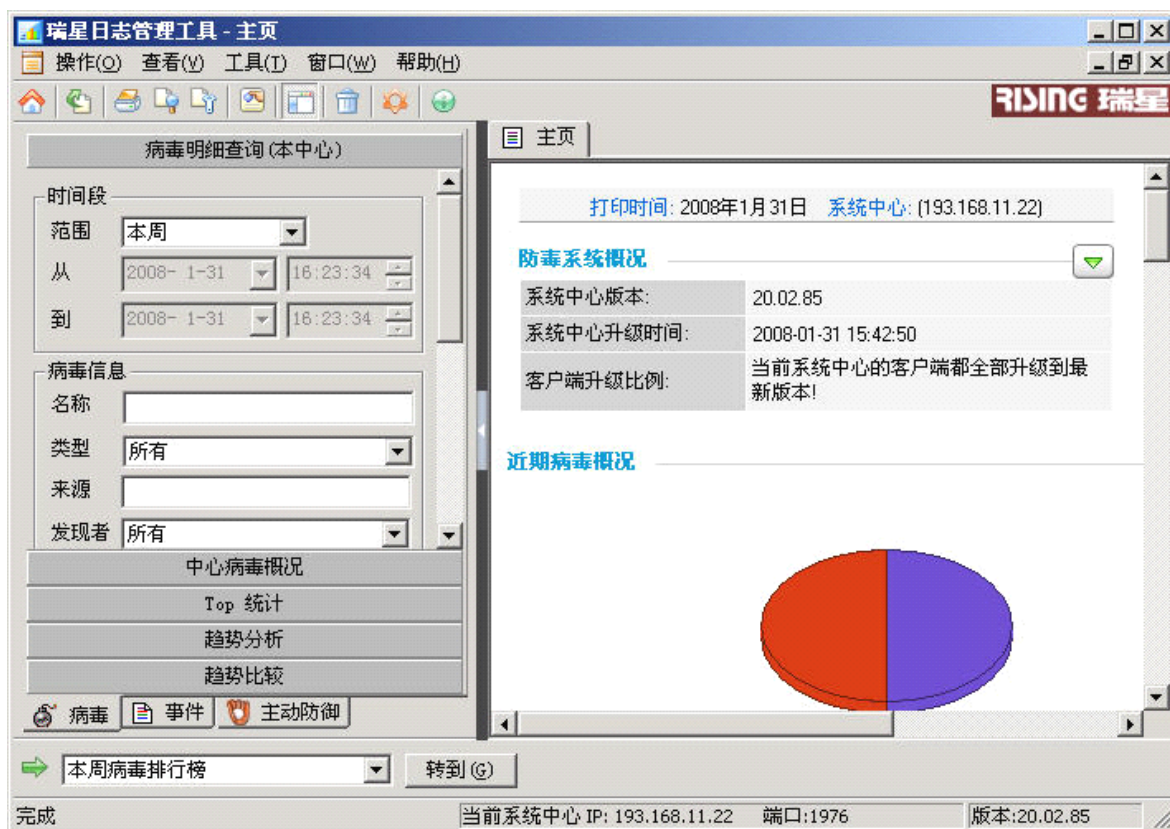 瑞星日志管理工具 - 主页
操作(O) 查看(V) 工具(T) 窗口(W) 帮助(H)
RISING 瑞星
病毒明细查询(本中心)
时间段
范围 本周
从 2008- 1-31 16:23:34
到 2008- 1-31 16:23:34
病毒信息
名称
类型 所有
来源
发现者 所有
中心病毒概况
Top 统计
趋势分析
趋势比较
病毒 事件 主动防御
主页
打印时间: 2008年1月31日 系统中心: (193.168.11.22)
防毒系统概况
系统中心版本: 20.02.85
系统中心升级时间: 2008-01-31 15:42:50
客户端升级比例: 当前系统中心的客户端都全部升级到最
新版本!
近期病毒概况
本周病毒排行榜 转到(G)
完成 当前系统中心 IP: 193.168.11.22 端口:1976 版本:20.02.85